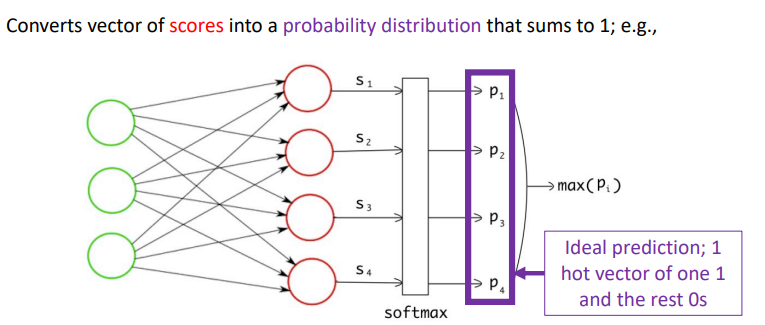 Converts vector of scores into a probability distribution that sums to 1; e.g.,
S₁
S₂
S₃
S₄
softmax
P₁
P₂
P₃
P₄
max(Pᵢ)
Ideal prediction; 1
hot vector of one 1
and the rest 0s